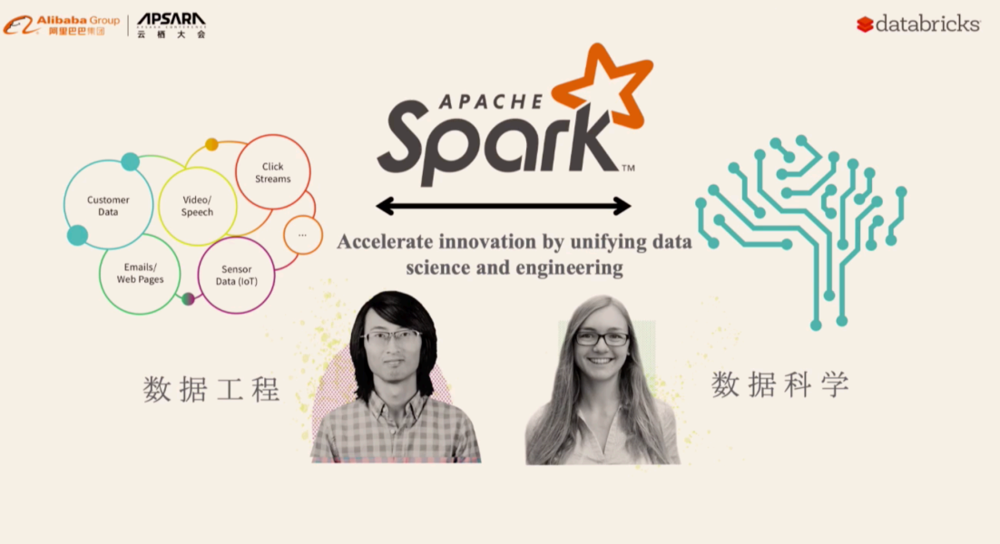 Alibaba Group
阿里巴巴集团
APSARA
APSARA CONFERENCE
云栖大会
databricks
APACHE
Spark™
Click
Streams
Customer
Data
Video/
Speech
...
Emails/
Web Pages
Sensor
Data (IoT)
Accelerate innovation by unifying data
science and engineering
数据工程
数据科学